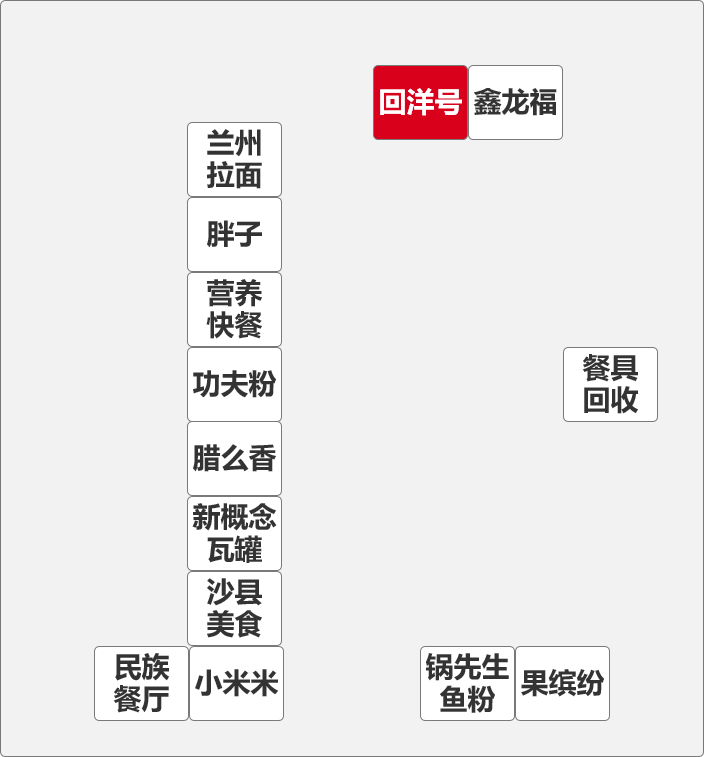 回洋号
鑫龙福
兰州
拉面
胖子
营养
快餐
功夫粉
餐具
回收
腊么香
新概念
瓦罐
沙县
美食
民族
餐厅
小米米
锅先生
鱼粉
果缤纷